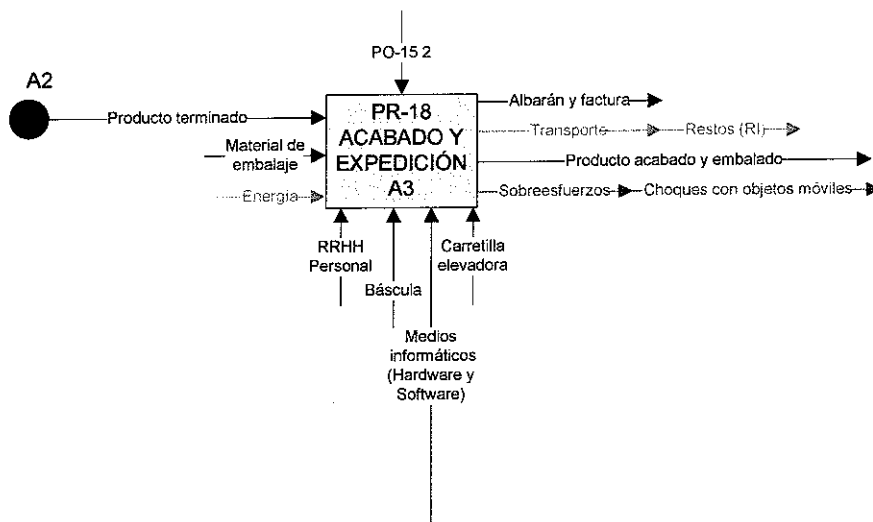 PO-15 2
A2
Producto terminado
Material de
embalaje
Energía
PR-18
ACABADO Y
EXPEDICIÓN
A3
Albarán y factura
Transporte
Restos (RI)
Producto acabado y embalado
Sobreesfuerzos
Choques con objetos móviles
RRHH
Personal
Báscula
Medios
informáticos
(Hardware y
Software)
Carretilla
elevadora